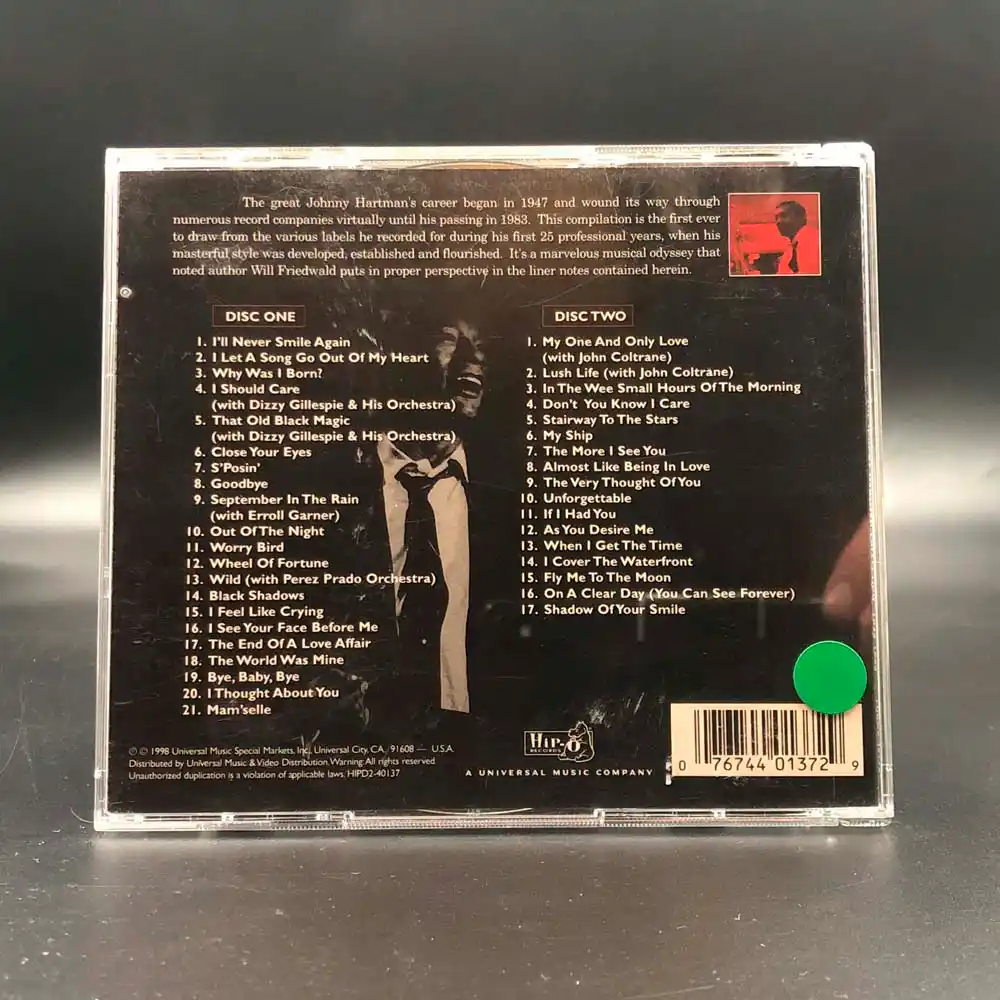 The great Johnny Hartman's career began in 1947 and wound its way through
numerous record companies virtually until his passing in 1983. This compilation is the first ever
to draw from the various labels he recorded for during his first 25 professional years, when his
masterful style was developed, established and flourished. It's a marvelous musical odyssey that
noted author Will Friedwald puts in proper perspective in the liner notes contained herein.
DISC ONE
1. I'll Never Smile Again
2. I Let A Song Go Out Of My Heart
3. Why Was I Born?
4. I Should Care
(with Dizzy Gillespie & His Orchestra)
5. That Old Black Magic
(with Dizzy Gillespie & His Orchestra)
6. Close Your Eyes
7. S'Posin'
8. Goodbye
9. September In The Rain
(with Erroll Garner)
10. Out Of The Night
11. Worry Bird
12. Wheel Of Fortune
13. Wild (with Perez Prado Orchestra)
14. Black Shadows
15. I Feel Like Crying
16. I See Your Face Before Me
17. The End Of A Love Affair
18. The World Was Mine
19. Bye, Baby, Bye
20. I Thought About You
21. Mam'selle
DISC TWO
1. My One And Only Love
(with John Coltrane)
2. Lush Life (with John Coltrane)
3. In The Wee Small Hours Of The Morning
4. Don't You Know I Care
5. Stairway To The Stars
6. My Ship
7. The More I See You
8. Almost Like Being In Love
9. The Very Thought Of You
10. Unforgettable
11. If I Had You
12. As You Desire Me
13. When I Get The Time
14. I Cover The Waterfront
15. Fly Me To The Moon
16. On A Clear Day (You Can See Forever)
17. Shadow Of Your Smile
℗ © 1998 Universal Music Special Markets, Inc., Universal City, CA. 91608 — U.S.A.
Distributed by Universal Music & Video Distribution. Warning: All rights reserved.
Unauthorized duplication is a violation of applicable laws. HIPD2-40137
HIP-O
RECORDS
A UNIVERSAL MUSIC COMPANY
0 76744 01372 9